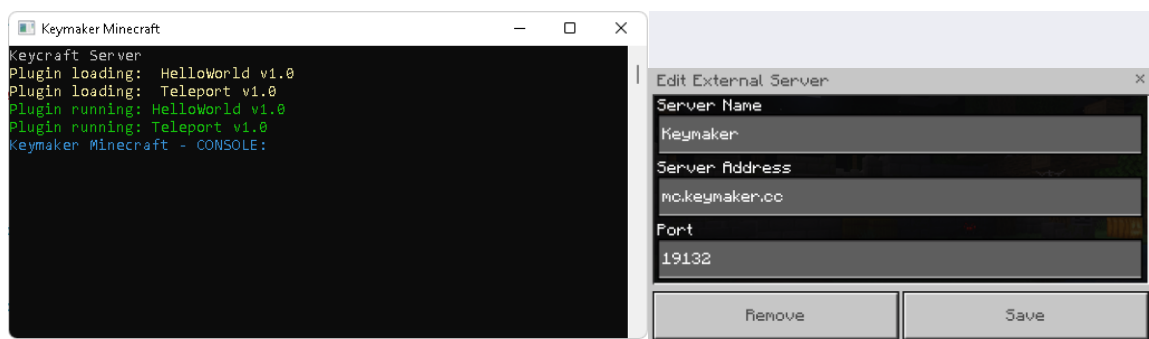 Keymaker Minecraft
Keycraft Server
Plugin loading:  HelloWorld v1.0
Plugin loading:  Teleport v1.0
Plugin running: HelloWorld v1.0
Plugin running: Teleport v1.0
Keymaker Minecraft - CONSOLE:
Edit External Server
Server Name
Keymaker
Server Address
mc.keymaker.cc
Port
19132
Remove
Save